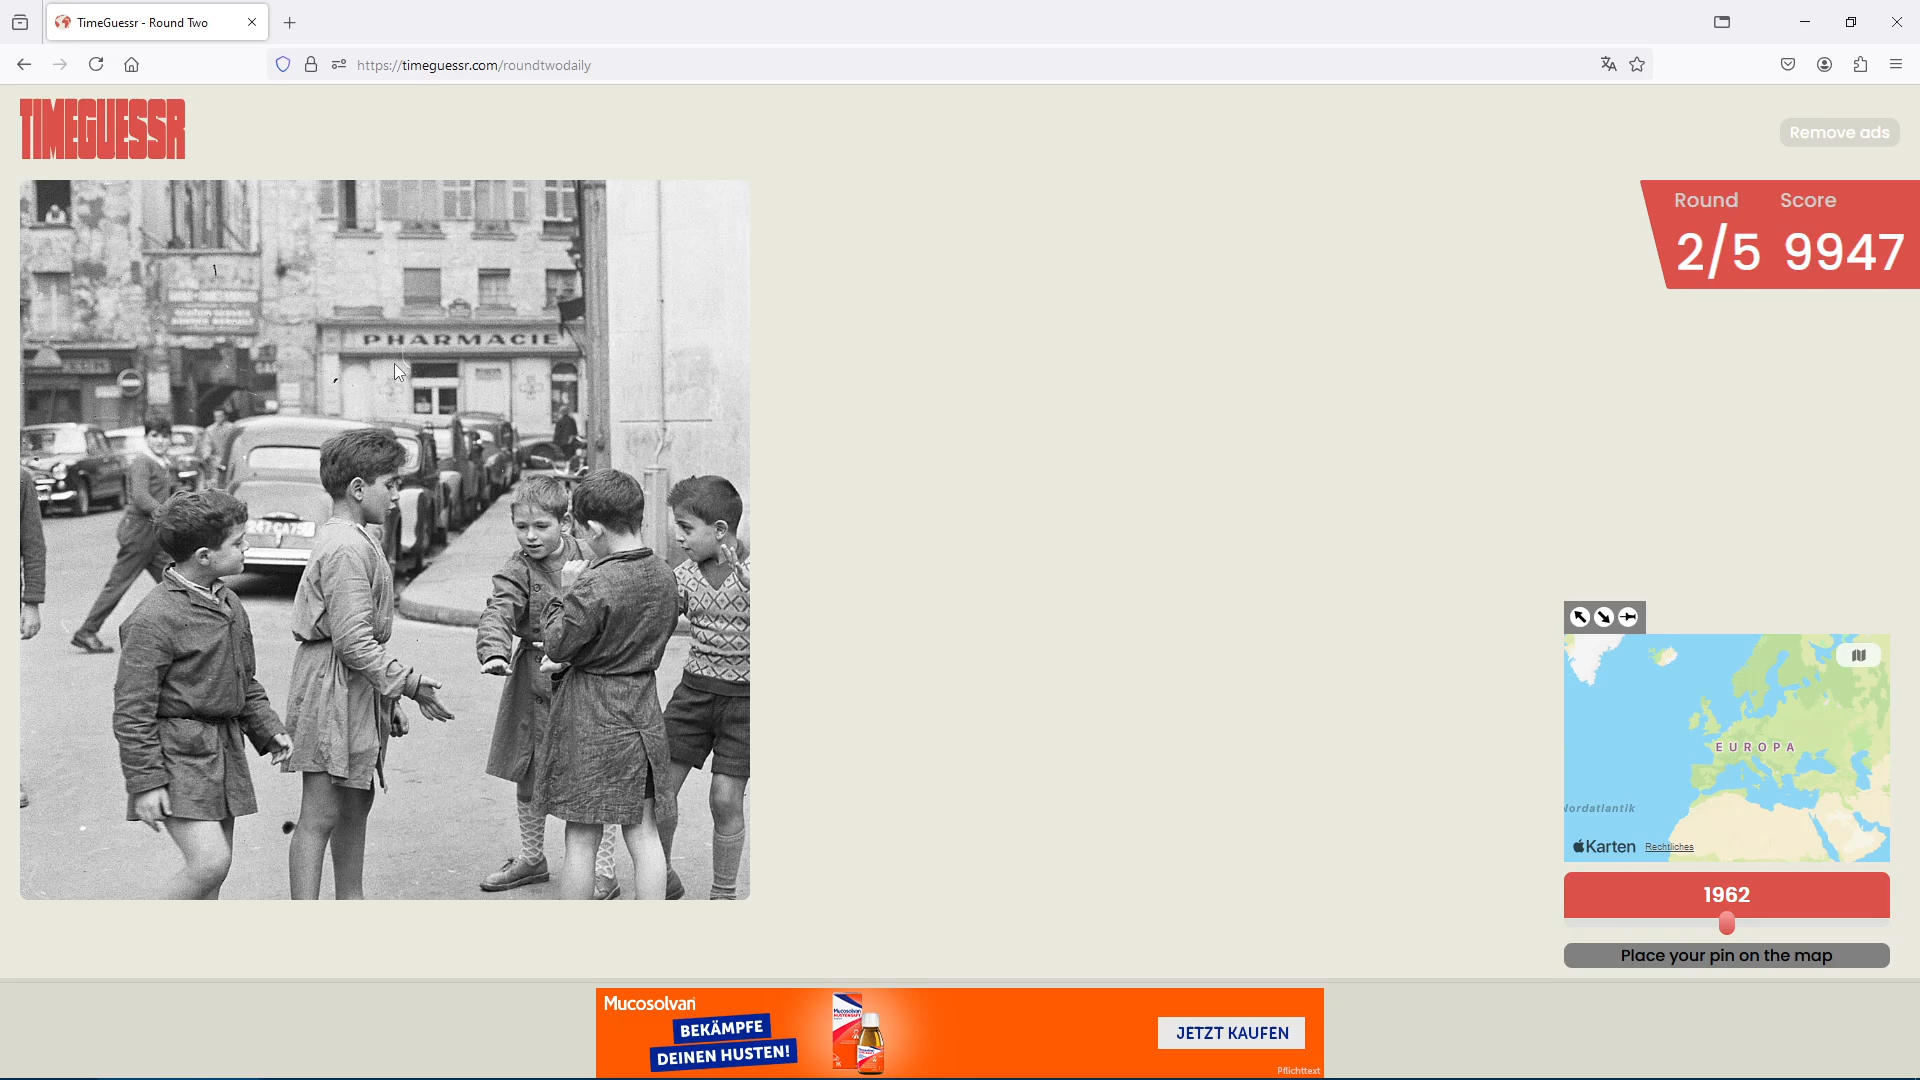 TimeGuessr - Round Two
https://timeguessr.com/roundtwodaily
TIMEGUESSR
Remove ads
Round Score
2/5 9947
PHARMACIE
EUROPA
Nordatlantik
Karten Rechtliches
1962
Place your pin on the map
Mucosolvan
BEKÄMPFE
DEINEN HUSTEN!
JETZT KAUFEN
Pflichttext